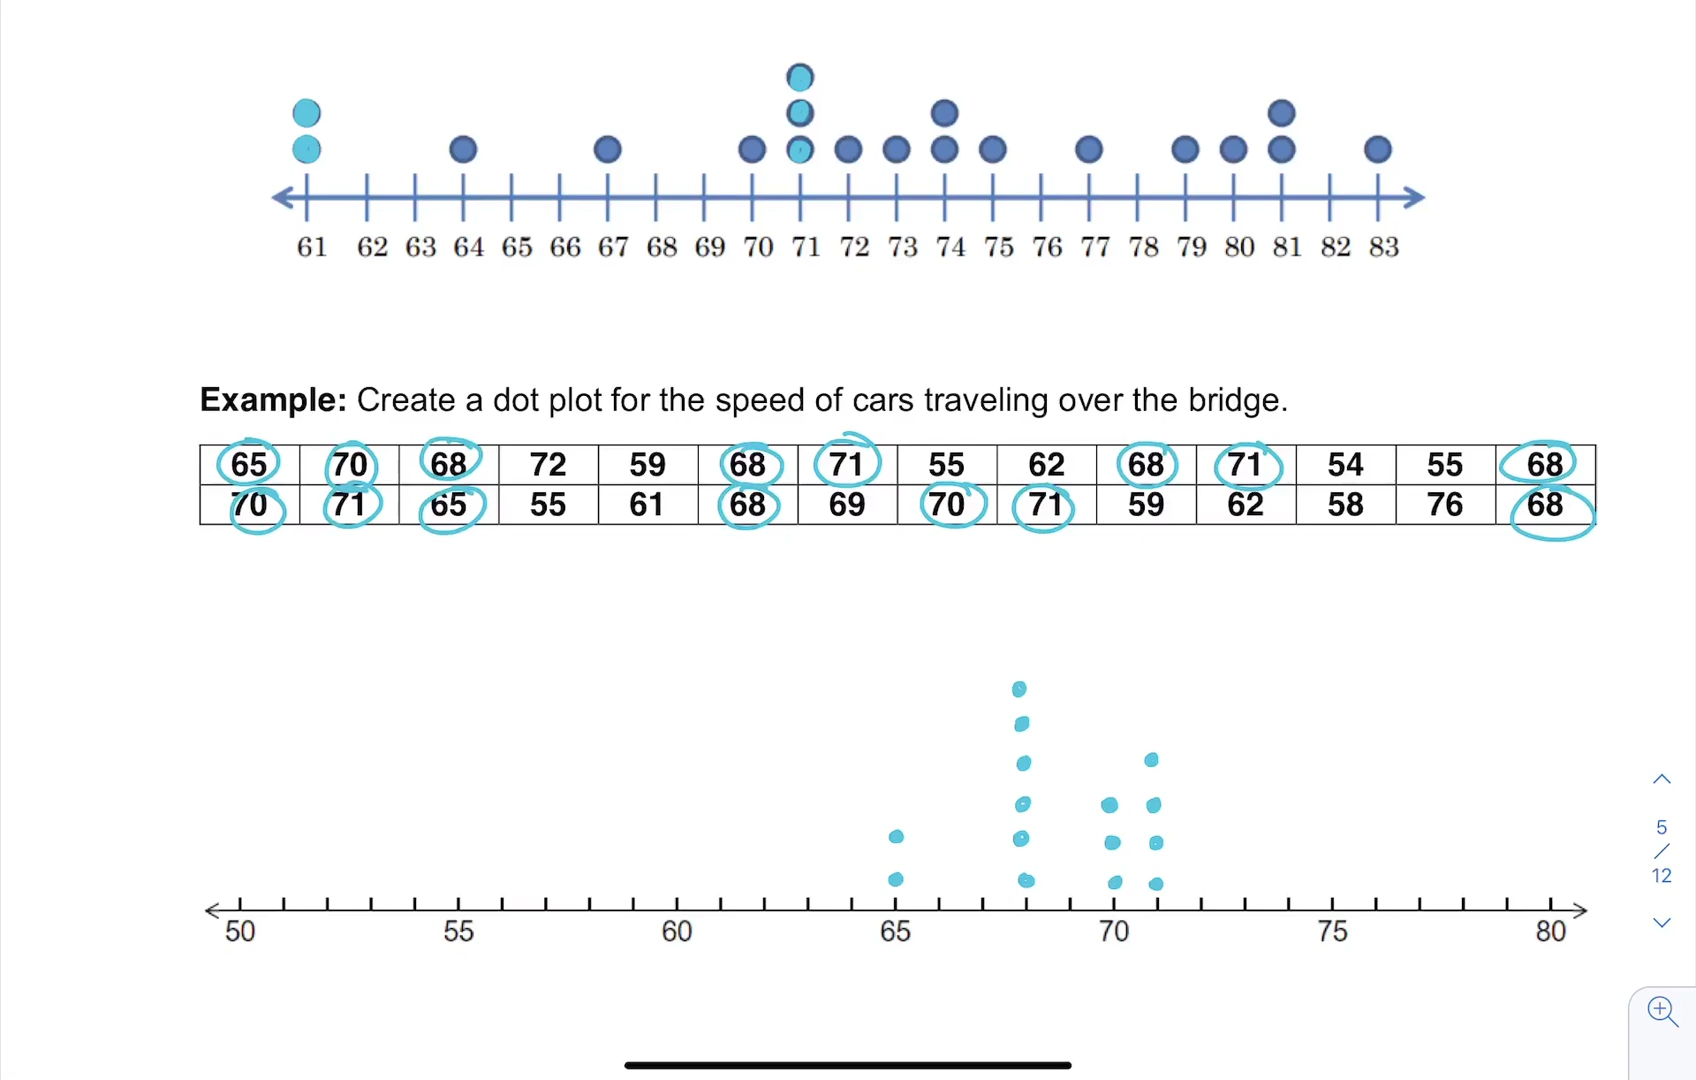 61 62 63 64 65 66 67 68 69 70 71 72 73 74 75 76 77 78 79 80 81 82 83
Example: Create a dot plot for the speed of cars traveling over the bridge.
65 70 68 72 59 68 71 55 62 68 71 54 55 68
70 71 65 55 61 68 69 70 71 59 62 58 76 68
50 55 60 65 70 75 80
5
/
12